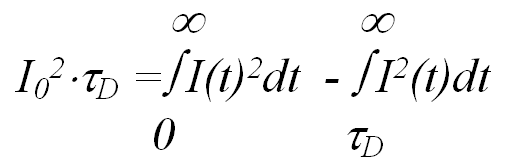 ∞ ∞
I₀²·τ_D =∫I(t)²dt - ∫I²(t)dt
0 τ_D